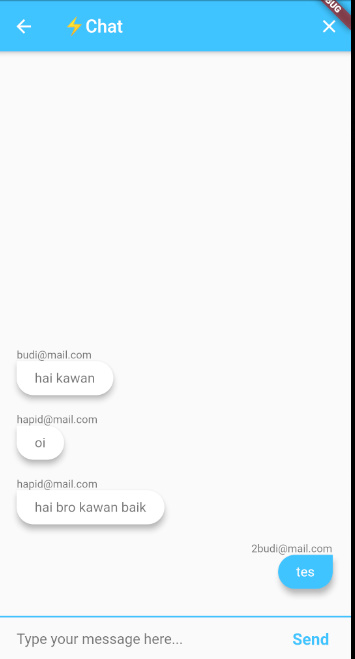 ⚡Chat
BUG
budi@mail.com
hai kawan
hapid@mail.com
oi
hapid@mail.com
hai bro kawan baik
2budi@mail.com
tes
Type your message here...
Send